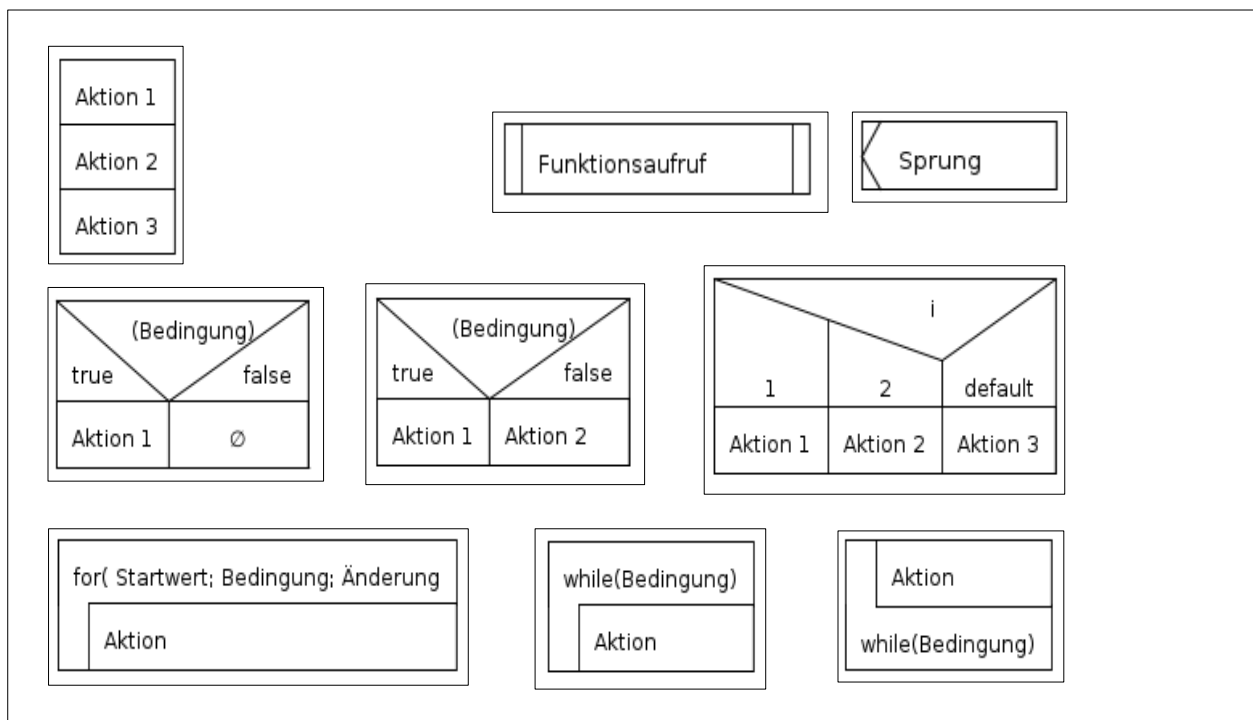 Aktion 1
Aktion 2
Aktion 3
Funktionsaufruf
Sprung
(Bedingung)
true false
Aktion 1 ∅
(Bedingung)
true false
Aktion 1 Aktion 2
i
1 2 default
Aktion 1 Aktion 2 Aktion 3
for( Startwert; Bedingung; Änderung
Aktion
while(Bedingung)
Aktion
Aktion
while(Bedingung)